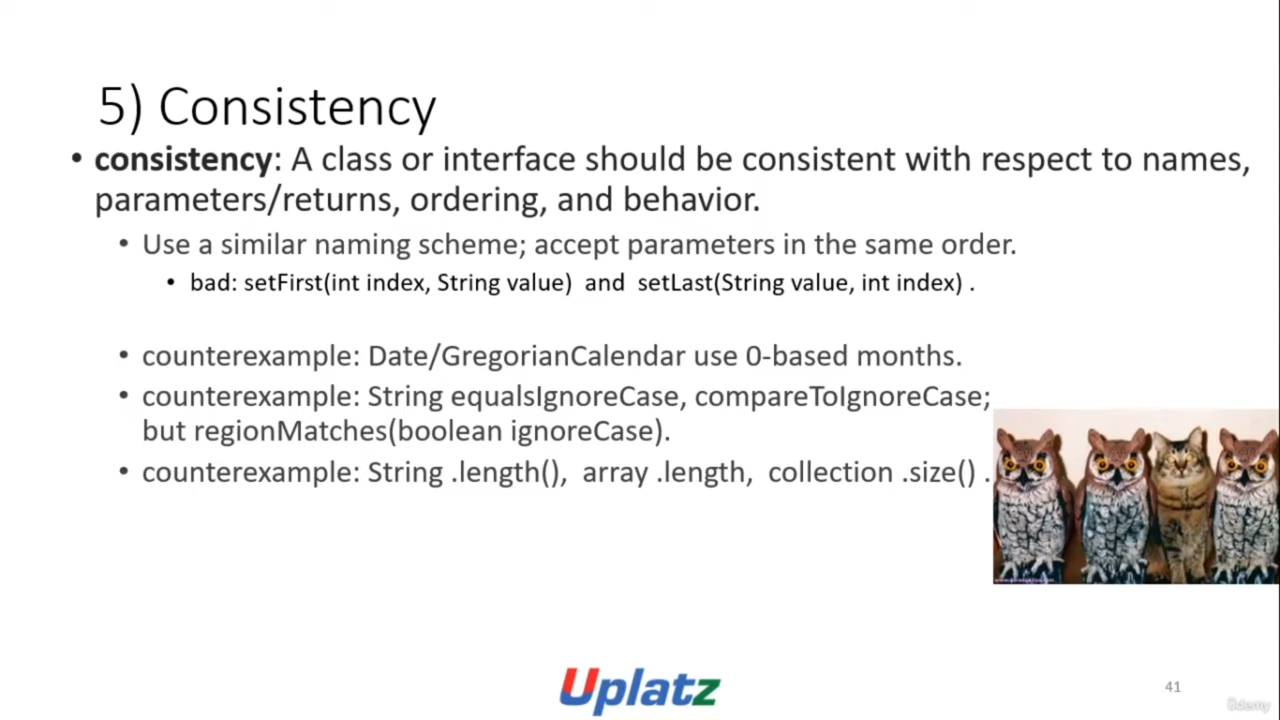 5) Consistency
• consistency: A class or interface should be consistent with respect to names,
parameters/returns, ordering, and behavior.
• Use a similar naming scheme; accept parameters in the same order.
• bad: setFirst(int index, String value) and setLast(String value, int index) .
• counterexample: Date/GregorianCalendar use 0-based months.
• counterexample: String equalsIgnoreCase, compareToIgnoreCase;
but regionMatches(boolean ignoreCase).
• counterexample: String .length(), array .length, collection .size() .
Uplatz
41
ûdemy